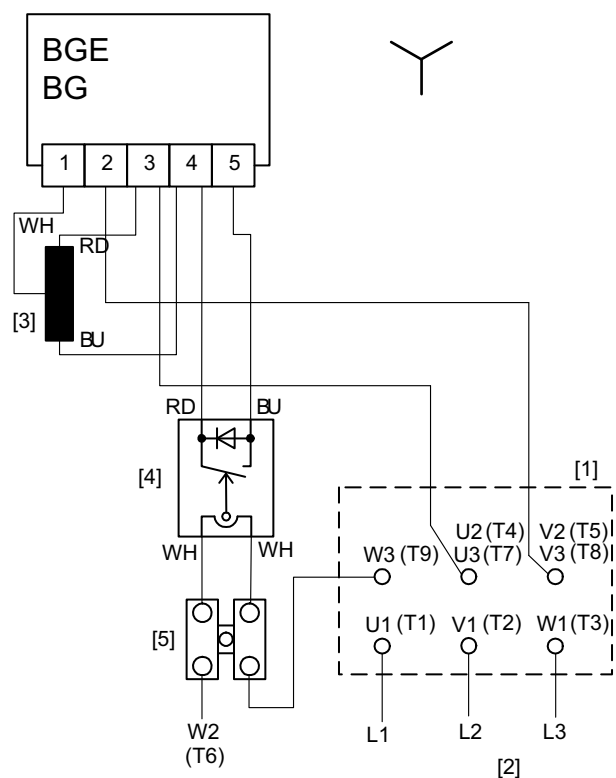 BGE
BG
1 2 3 4 5
WH
RD
[3]
BU
RD BU
[4]
[1]
WH WH
U2 (T4) V2 (T5)
W3 (T9) U3 (T7) V3 (T8)
U1 (T1) V1 (T2) W1 (T3)
[5]
W2
(T6)
L1 L2 L3
[2]